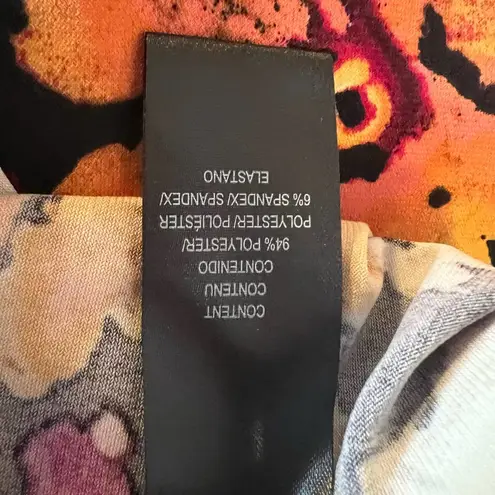 CONTENT
CONTENU
CONTENIDO
94% POLYESTER/
POLYESTER/ POLIÉSTER
6% SPANDEX/ SPANDEX/
ELASTANO